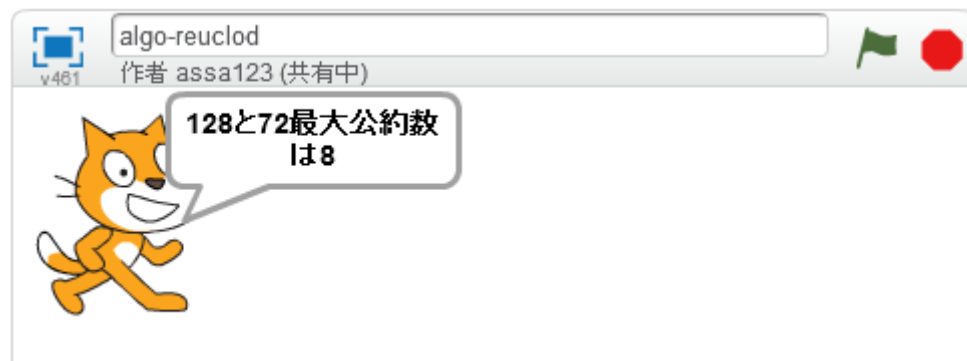 algo-reuclod
v461
作者 assa123 (共有中)
128と72最大公約数
は8